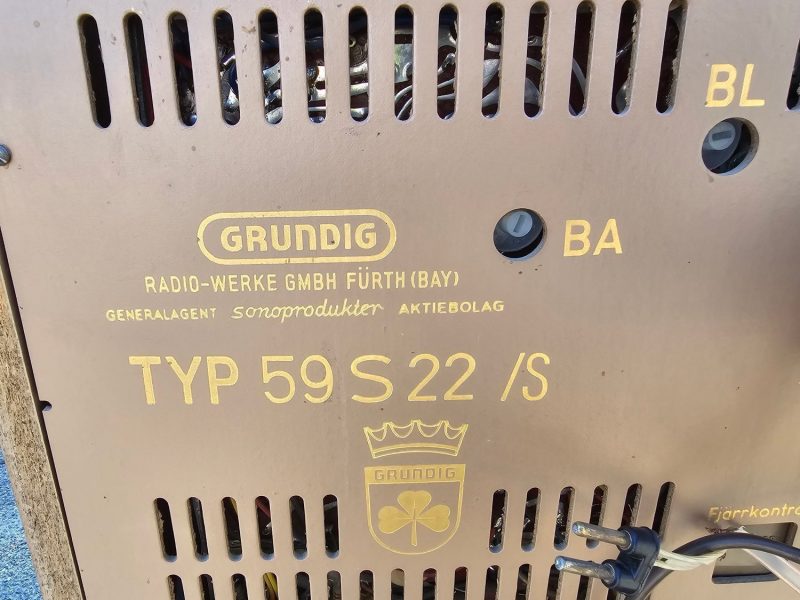 BL
GRUNDIG
BA
RADIO-WERKE GMBH FÜRTH (BAY)
GENERALAGENT sonoprodukter AKTIEBOLAG
TYP 59 S 22 /S
GRUNDIG